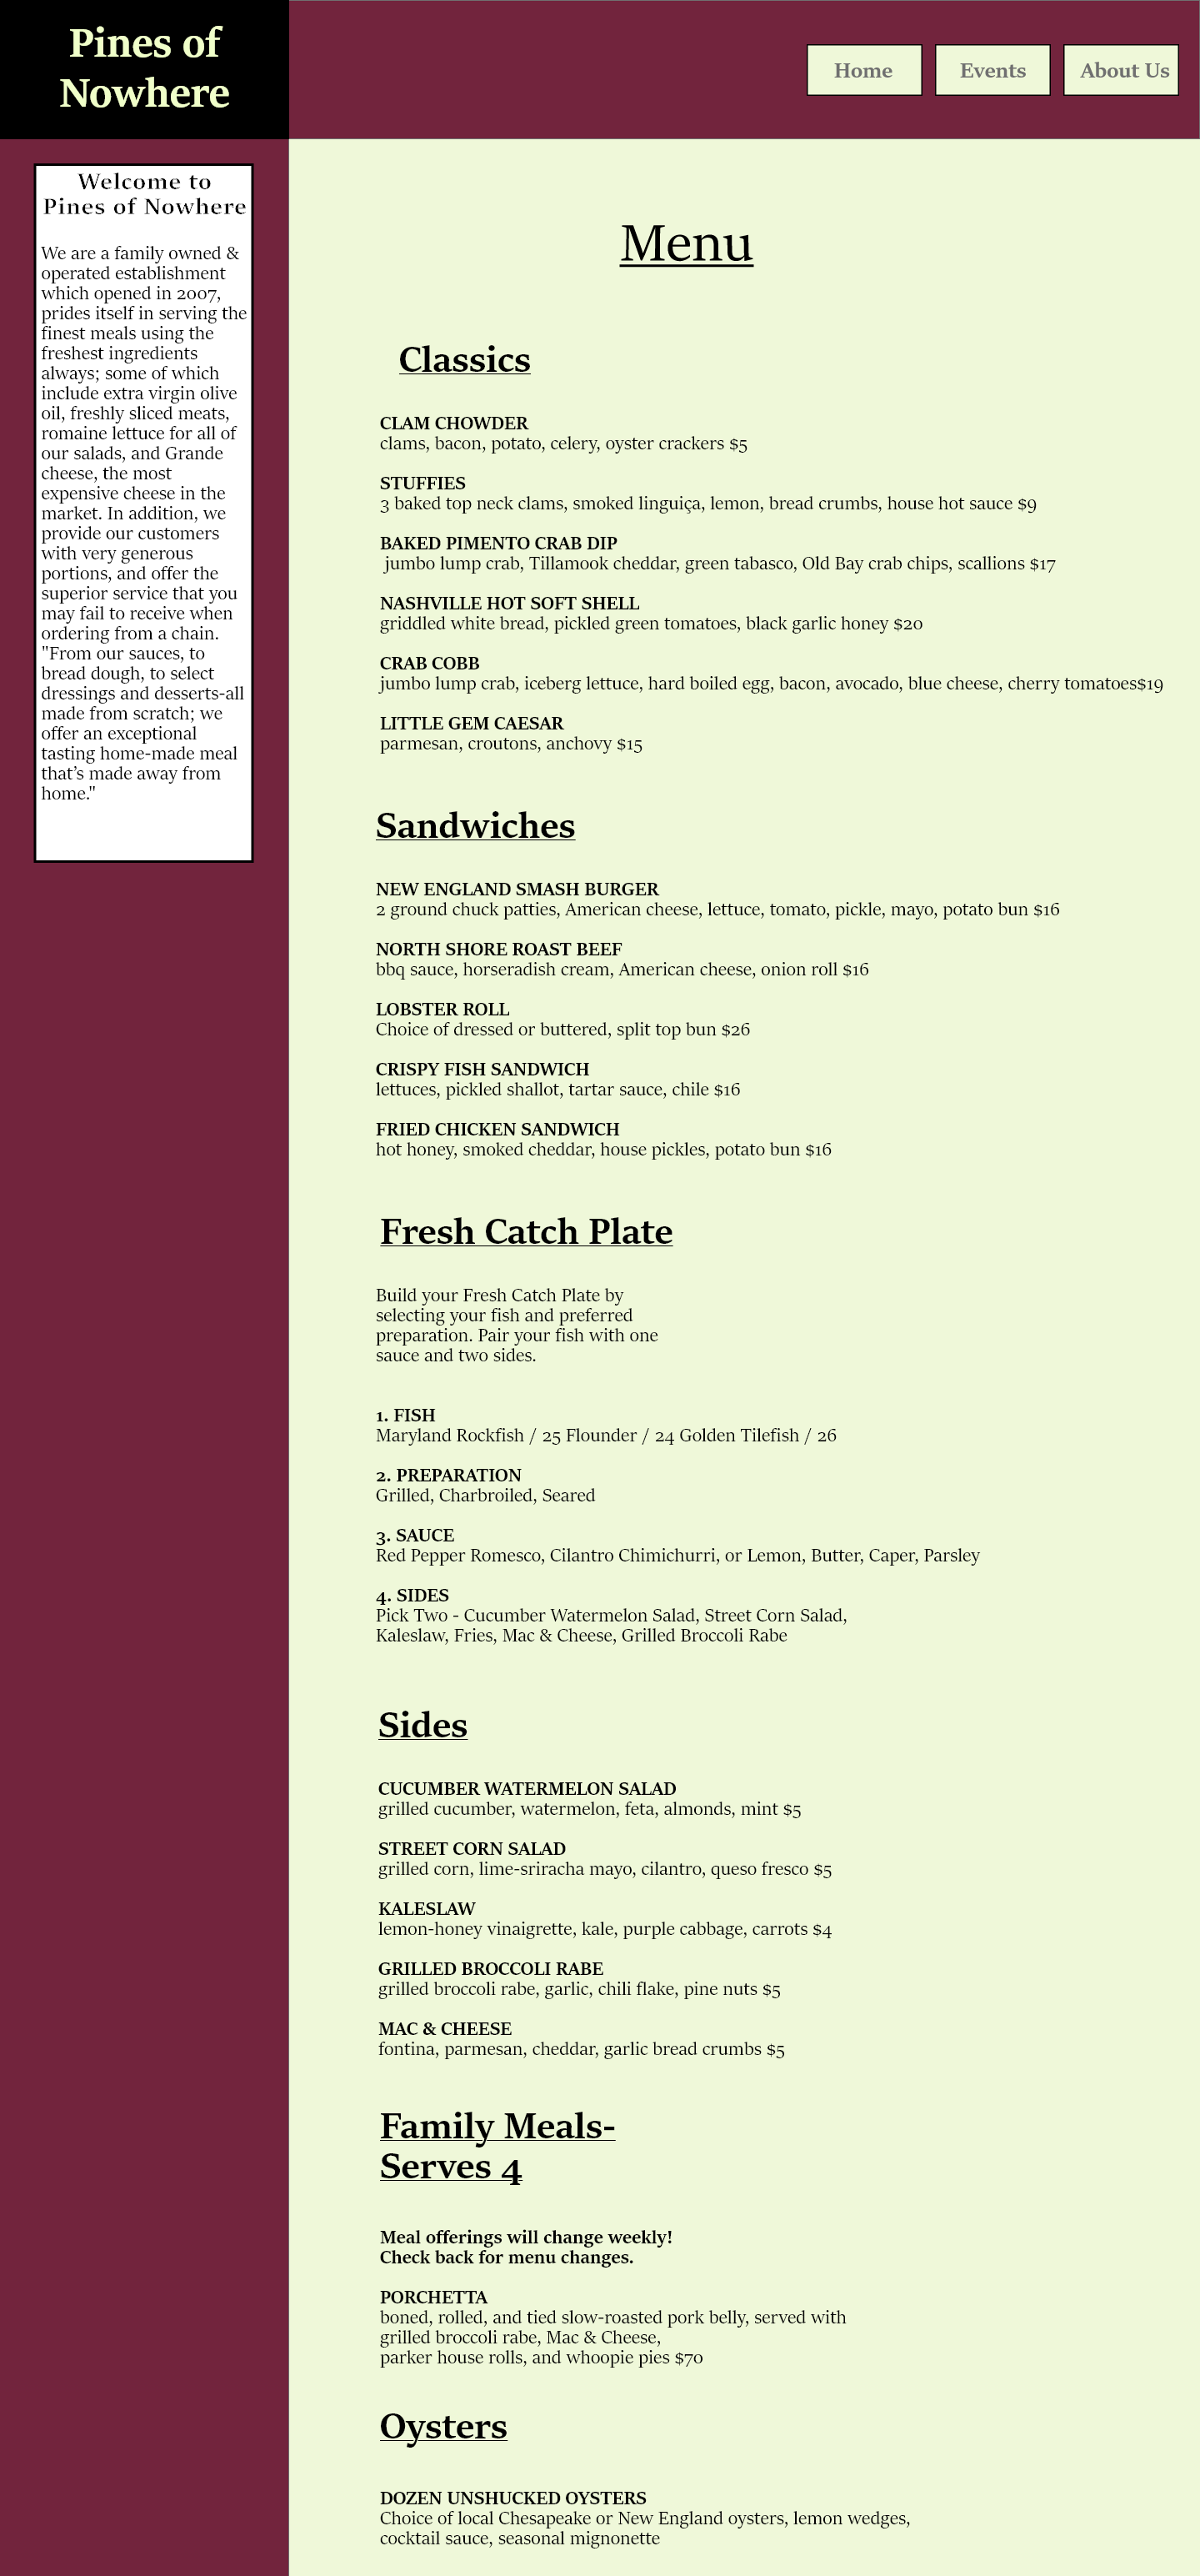 Pines of
Nowhere
Home
Events
About Us
Welcome to
Pines of Nowhere
We are a family owned &
operated establishment
which opened in 2007,
prides itself in serving the
finest meals using the
freshest ingredients
always; some of which
include extra virgin olive
oil, freshly sliced meats,
romaine lettuce for all of
our salads, and Grande
cheese, the most
expensive cheese in the
market. In addition, we
provide our customers
with very generous
portions, and offer the
superior service that you
may fail to receive when
ordering from a chain.
"From our sauces, to
bread dough, to select
dressings and desserts-all
made from scratch; we
offer an exceptional
tasting home-made meal
that’s made away from
home."
Menu
Classics
CLAM CHOWDER
clams, bacon, potato, celery, oyster crackers $5
STUFFIES
3 baked top neck clams, smoked linguiça, lemon, bread crumbs, house hot sauce $9
BAKED PIMENTO CRAB DIP
jumbo lump crab, Tillamook cheddar, green tabasco, Old Bay crab chips, scallions $17
NASHVILLE HOT SOFT SHELL
griddled white bread, pickled green tomatoes, black garlic honey $20
CRAB COBB
jumbo lump crab, iceberg lettuce, hard boiled egg, bacon, avocado, blue cheese, cherry tomatoes$19
LITTLE GEM CAESAR
parmesan, croutons, anchovy $15
Sandwiches
NEW ENGLAND SMASH BURGER
2 ground chuck patties, American cheese, lettuce, tomato, pickle, mayo, potato bun $16
NORTH SHORE ROAST BEEF
bbq sauce, horseradish cream, American cheese, onion roll $16
LOBSTER ROLL
Choice of dressed or buttered, split top bun $26
CRISPY FISH SANDWICH
lettuces, pickled shallot, tartar sauce, chile $16
FRIED CHICKEN SANDWICH
hot honey, smoked cheddar, house pickles, potato bun $16
Fresh Catch Plate
Build your Fresh Catch Plate by
selecting your fish and preferred
preparation. Pair your fish with one
sauce and two sides.
1. FISH
Maryland Rockfish / 25 Flounder / 24 Golden Tilefish / 26
2. PREPARATION
Grilled, Charbroiled, Seared
3. SAUCE
Red Pepper Romesco, Cilantro Chimichurri, or Lemon, Butter, Caper, Parsley
4. SIDES
Pick Two - Cucumber Watermelon Salad, Street Corn Salad,
Kaleslaw, Fries, Mac & Cheese, Grilled Broccoli Rabe
Sides
CUCUMBER WATERMELON SALAD
grilled cucumber, watermelon, feta, almonds, mint $5
STREET CORN SALAD
grilled corn, lime-sriracha mayo, cilantro, queso fresco $5
KALESLAW
lemon-honey vinaigrette, kale, purple cabbage, carrots $4
GRILLED BROCCOLI RABE
grilled broccoli rabe, garlic, chili flake, pine nuts $5
MAC & CHEESE
fontina, parmesan, cheddar, garlic bread crumbs $5
Family Meals-
Serves 4
Meal offerings will change weekly!
Check back for menu changes.
PORCHETTA
boned, rolled, and tied slow-roasted pork belly, served with
grilled broccoli rabe, Mac & Cheese,
parker house rolls, and whoopie pies $70
Oysters
DOZEN UNSHUCKED OYSTERS
Choice of local Chesapeake or New England oysters, lemon wedges,
cocktail sauce, seasonal mignonette